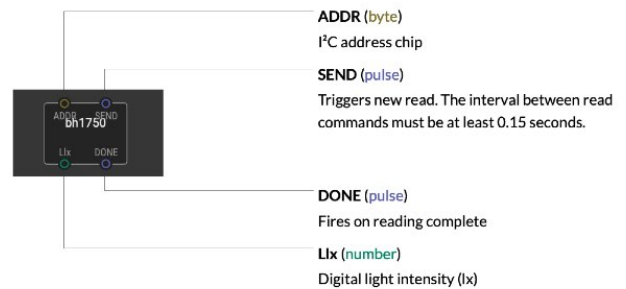 ADDR (byte)
I²C address chip
SEND (pulse)
Triggers new read. The interval between read
commands must be at least 0.15 seconds.
ADDR SEND
bh1750
Llx DONE
DONE (pulse)
Fires on reading complete
Llx (number)
Digital light intensity (lx)